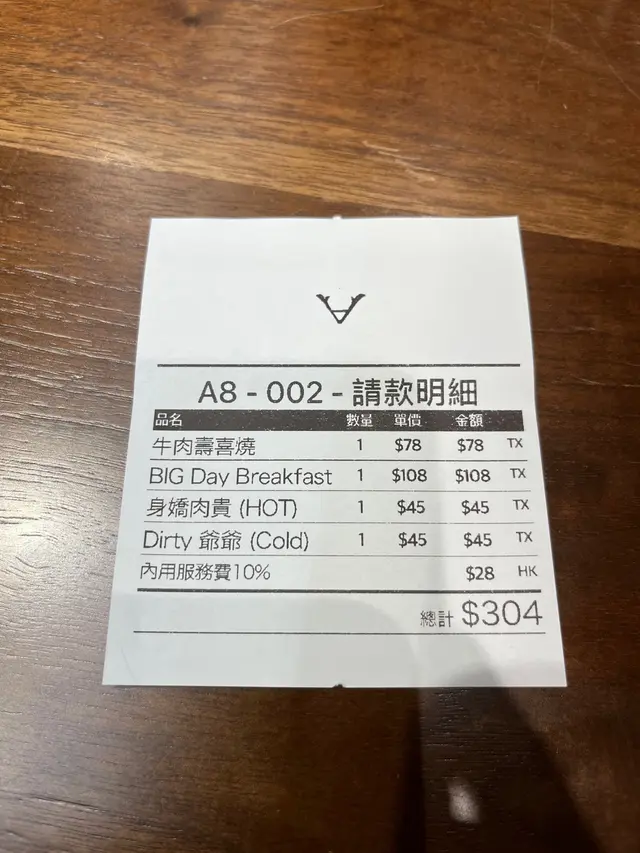 A8 - 002 - 請款明細
品名 數量 單價 金額
牛肉壽喜燒 1 $78 $78 TX
BIG Day Breakfast 1 $108 $108 TX
身嬌肉貴 (HOT) 1 $45 $45 TX
Dirty 爺爺 (Cold) 1 $45 $45 TX
內用服務費10% $28 HK
總計 $304